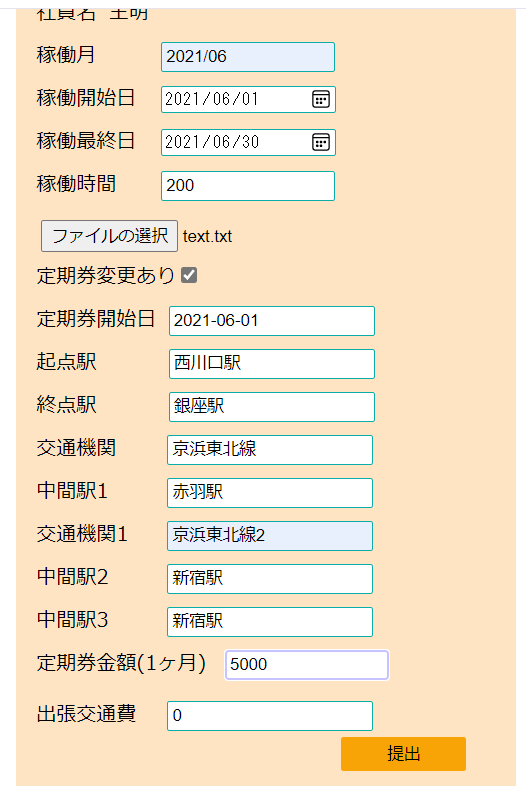 社員名 王明
稼働月 2021/06
稼働開始日 2021/06/01
稼働最終日 2021/06/30
稼働時間 200
ファイルの選択 text.txt
定期券変更あり
定期券開始日 2021-06-01
起点駅 西川口駅
終点駅 銀座駅
交通機関 京浜東北線
中間駅1 赤羽駅
交通機関1 京浜東北線2
中間駅2 新宿駅
中間駅3 新宿駅
定期券金額(1ヶ月) 5000
出張交通費 0
提出